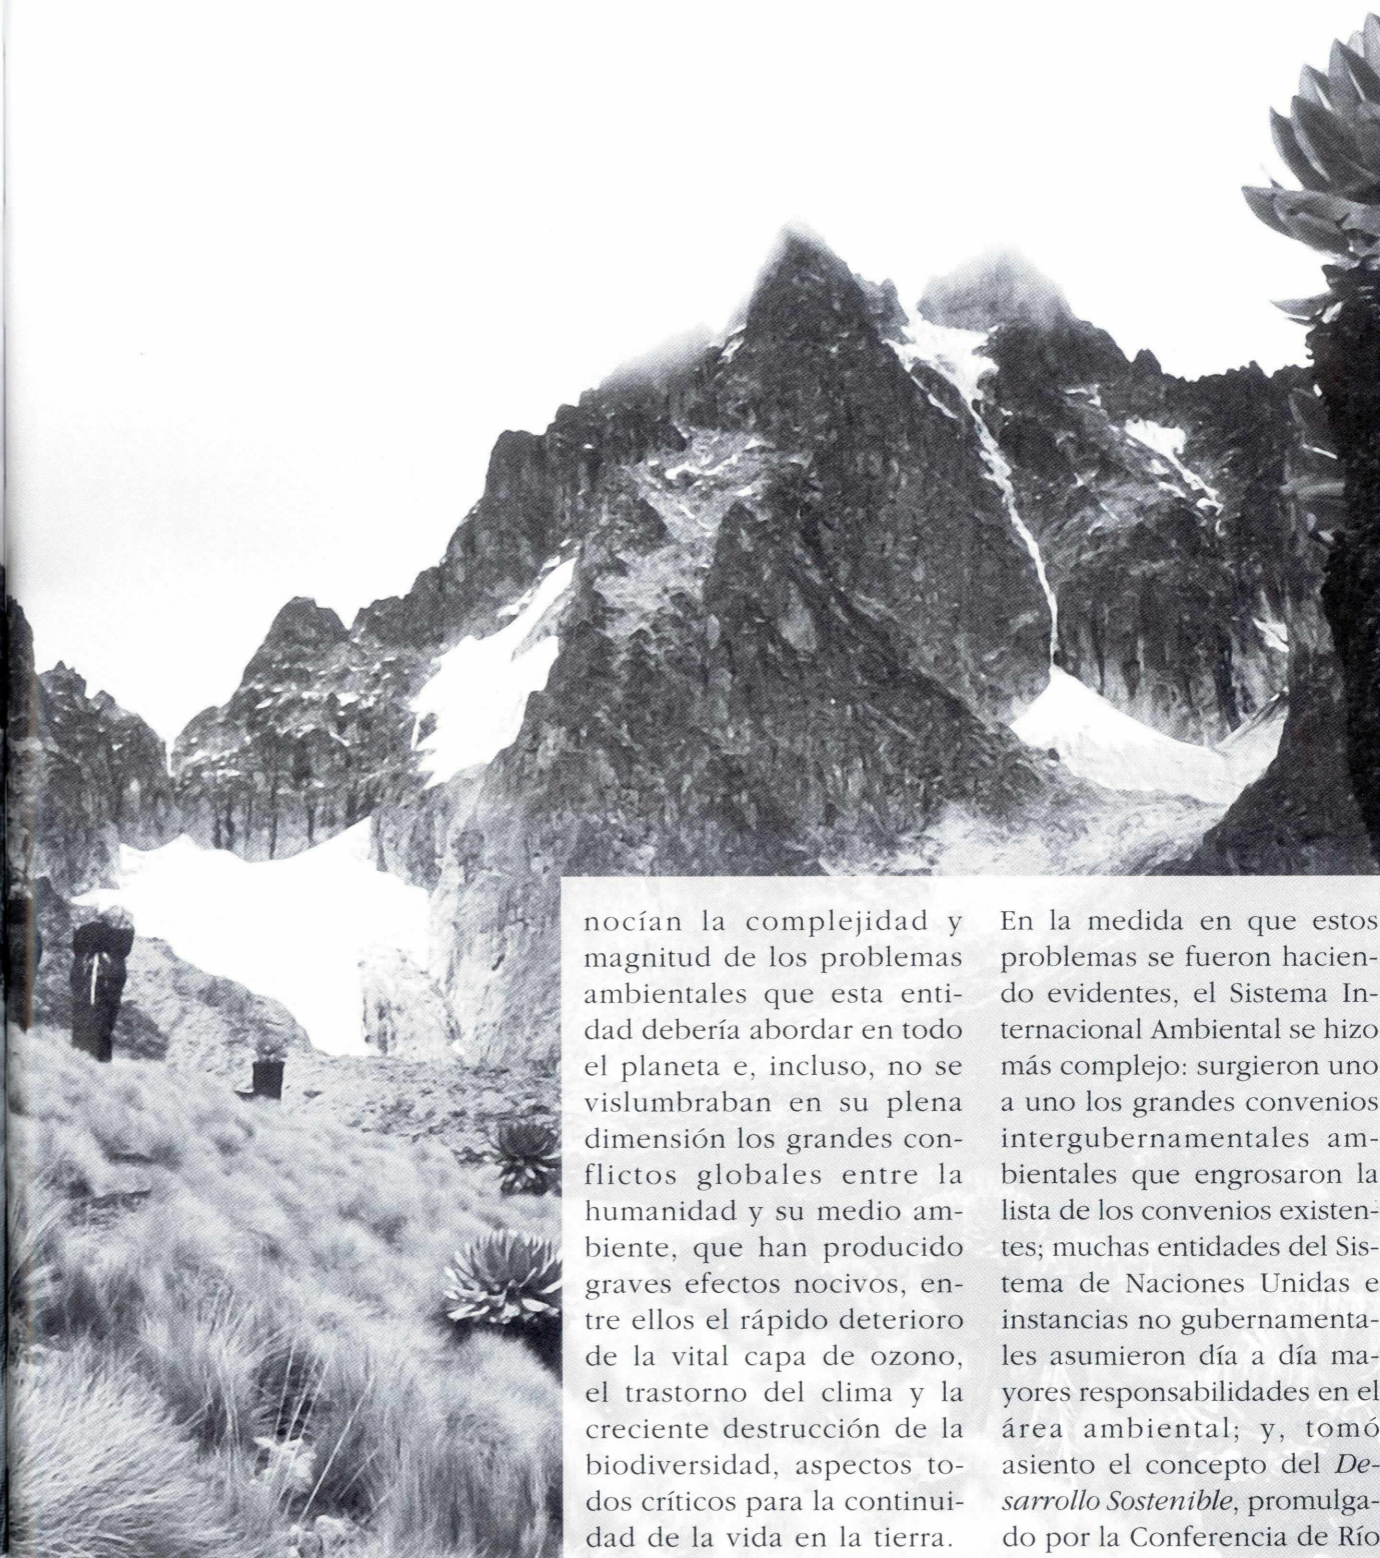 nocían la complejidad y
magnitud de los problemas
ambientales que esta enti-
dad debería abordar en todo
el planeta e, incluso, no se
vislumbraban en su plena
dimensión los grandes con-
flictos globales entre la
humanidad y su medio am-
biente, que han producido
graves efectos nocivos, en-
tre ellos el rápido deterioro
de la vital capa de ozono,
el trastorno del clima y la
creciente destrucción de la
biodiversidad, aspectos to-
dos críticos para la continui-
dad de la vida en la tierra.
En la medida en que estos
problemas se fueron hacien-
do evidentes, el Sistema In-
ternacional Ambiental se hizo
más complejo: surgieron uno
a uno los grandes convenios
intergubernamentales am-
bientales que engrosaron la
lista de los convenios existen-
tes; muchas entidades del Sis-
tema de Naciones Unidas e
instancias no gubernamenta-
les asumieron día a día ma-
yores responsabilidades en el
área ambiental; y, tomó
asiento el concepto del De-
sarrollo Sostenible, promulga-
do por la Conferencia de Río